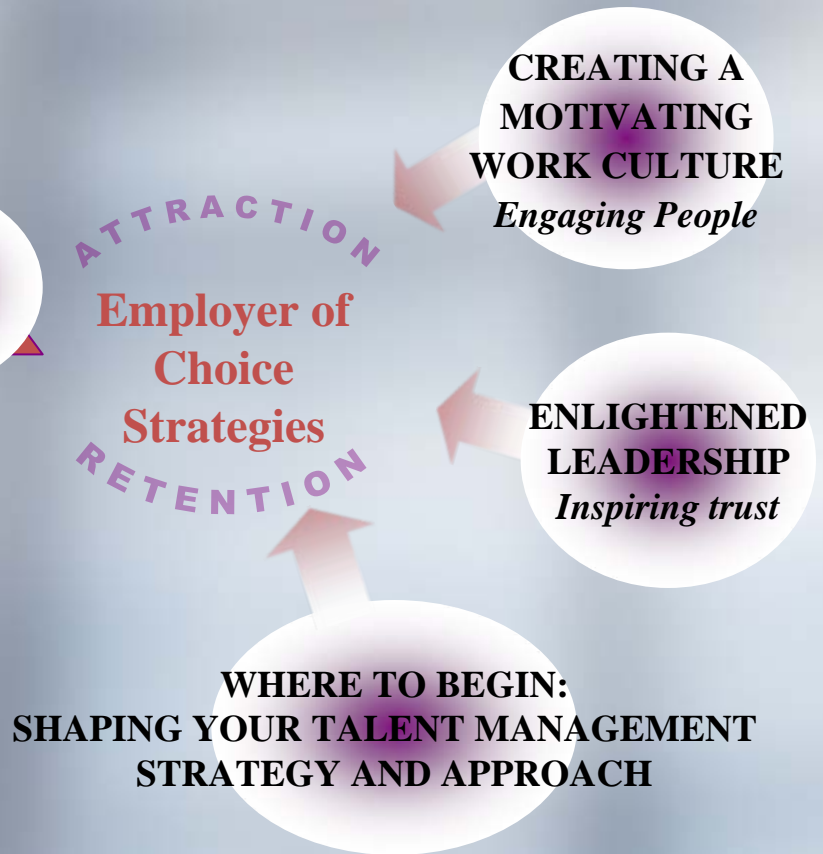 CREATING A
MOTIVATING
WORK CULTURE
Engaging People
ATTRACTION
Employer of
Choice
Strategies
RETENTION
ENLIGHTENED
LEADERSHIP
Inspiring trust
WHERE TO BEGIN:
SHAPING YOUR TALENT MANAGEMENT
STRATEGY AND APPROACH